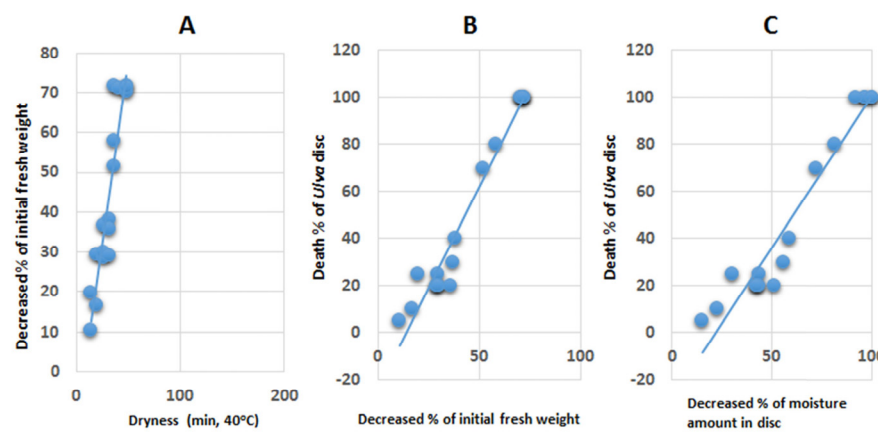 A
80
70
60
50
40
30
20
10
0
0 100 200
Decreased % of initial fresh weight
Dryness (min, 40°C)
B
120
100
80
60
40
20
0
-20
0 50 100
Death % of Ulva disc
Decreased % of initial fresh weight
C
120
100
80
60
40
20
0
-20
0 50 100
Death % of Ulva disc
Decreased % of moisture
amount in disc